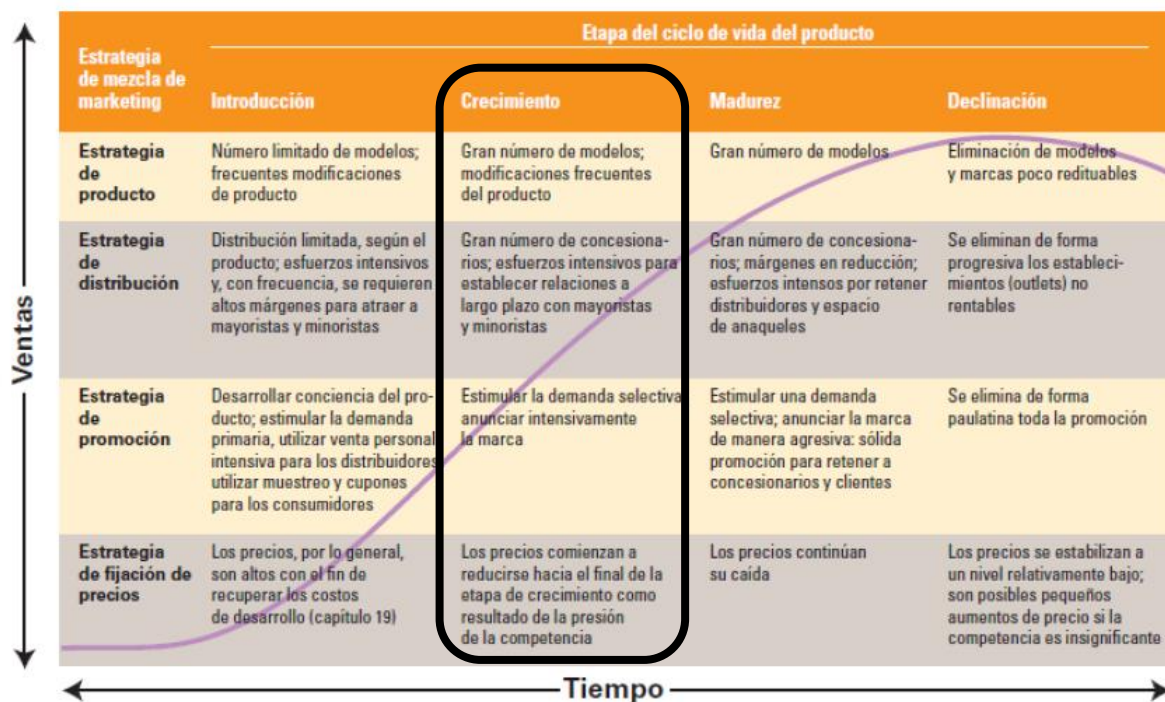 Etapa del ciclo de vida del producto
Estrategia
de mezcla de
marketing
Introducción
Crecimiento
Madurez
Declinación
Estrategia
de
producto
Número limitado de modelos;
frecuentes modificaciones
de producto
Gran número de modelos;
modificaciones frecuentes
del producto
Gran número de modelos
Eliminación de modelos
y marcas poco redituables
Estrategia
de
distribución
Distribución limitada, según el
producto; esfuerzos intensivos
y, con frecuencia, se requieren
altos márgenes para atraer a
mayoristas y minoristas
Gran número de concesiona-
rios; esfuerzos intensivos para
establecer relaciones a
largo plazo con mayoristas
y minoristas
Gran número de concesiona-
rios; márgenes en reducción;
esfuerzos intensos por retener
distribuidores y espacio
de anaqueles
Se eliminan de forma
progresiva los estableci-
mientos (outlets) no
rentables
Estrategia
de
promoción
Desarrollar conciencia del pro-
ducto; estimular la demanda
primaria, utilizar venta personal
intensiva para los distribuidores
utilizar muestreo y cupones
para los consumidores
Estimular la demanda selectiva
anunciar intensivamente
la marca
Estimular una demanda
selectiva; anunciar la marca
de manera agresiva: sólida
promoción para retener a
concesionarios y clientes
Se elimina de forma
paulatina toda la promoción
Estrategia
de fijación de
precios
Los precios, por lo general,
son altos con el fin de
recuperar los costos
de desarrollo (capítulo 19)
Los precios comienzan a
reducirse hacia el final de la
etapa de crecimiento como
resultado de la presión
de la competencia
Los precios continúan
su caída
Los precios se estabilizan a
un nivel relativamente bajo;
son posibles pequeños
aumentos de precio si la
competencia es insignificante
Ventas
Tiempo